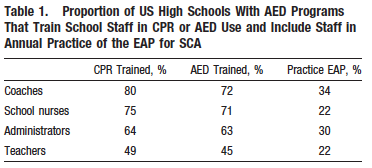 Table 1. Proportion of US High Schools With AED Programs
That Train School Staff in CPR or AED Use and Include Staff in
Annual Practice of the EAP for SCA
CPR Trained, % AED Trained, % Practice EAP, %
Coaches 80 72 34
School nurses 75 71 22
Administrators 64 63 30
Teachers 49 45 22